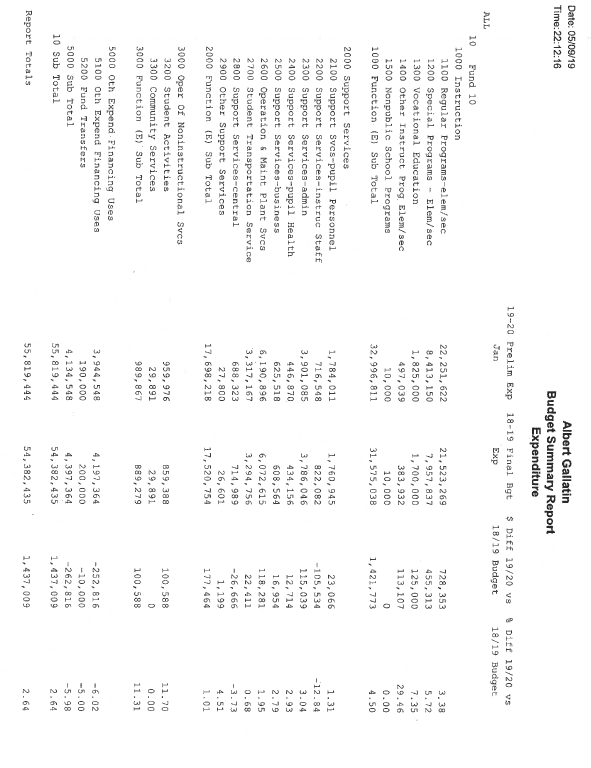 Date: 05/09/19
Time: 22:12:16
Albert Gallatin
Budget Summary Report
Expenditure
19-20 Prelim Exp 18-19 Final Bgt $ Diff 19/20 vs % Diff 19/20 vs
Jan Exp 18/19 Budget 18/19 Budget
ALL
10 Fund 10
1000 Instruction
1100 Regular Programs-elem/sec 22,251,622 21,523,269 728,353 3.38
1200 Special Programs - Elem/sec 8,413,150 7,957,837 455,313 5.72
1300 Vocational Education 1,825,000 1,700,000 125,000 7.35
1400 Other Instruct Prog Elem/sec 497,039 383,932 113,107 29.46
1500 Nonpublic School Programs 10,000 10,000 0 0.00
1000 Function (E) Sub Total 32,996,811 31,575,038 1,421,773 4.50
2000 Support Services
2100 Support Svcs-pupil Personnel 1,784,011 1,760,945 23,066 1.31
2200 Support Services-instruc Staff 716,548 822,082 -105,534 -12.84
2300 Support Services-admin 3,901,085 3,786,046 115,039 3.04
2400 Support Services-pupil Health 446,870 434,156 12,714 2.93
2500 Support Services-business 625,518 608,564 16,954 2.79
2600 Operation & Maint Plant Svcs 6,190,896 6,072,615 118,281 1.95
2700 Student Transportation Service 3,317,167 3,294,756 22,411 0.68
2800 Support Services-central 688,323 714,989 -26,666 -3.73
2900 Other Support Services 27,800 26,601 1,199 4.51
2000 Function (E) Sub Total 17,698,218 17,520,754 177,464 1.01
3000 Oper Of Noninstructional Svcs
3200 Student Activities 959,976 859,388 100,588 11.70
3300 Community Services 29,891 29,891 0 0.00
3000 Function (E) Sub Total 989,867 889,279 100,588 11.31
5000 Oth Expend Financing Uses
5100 Oth Expend Financing Uses 3,944,548 4,197,364 -252,816 -6.02
5200 Fund Transfers 190,000 200,000 -10,000 -5.00
5000 Sub Total 4,134,548 4,397,364 -262,816 -5.98
10 Sub Total 55,819,444 54,382,435 1,437,009 2.64
Report Totals 55,819,444 54,382,435 1,437,009 2.64